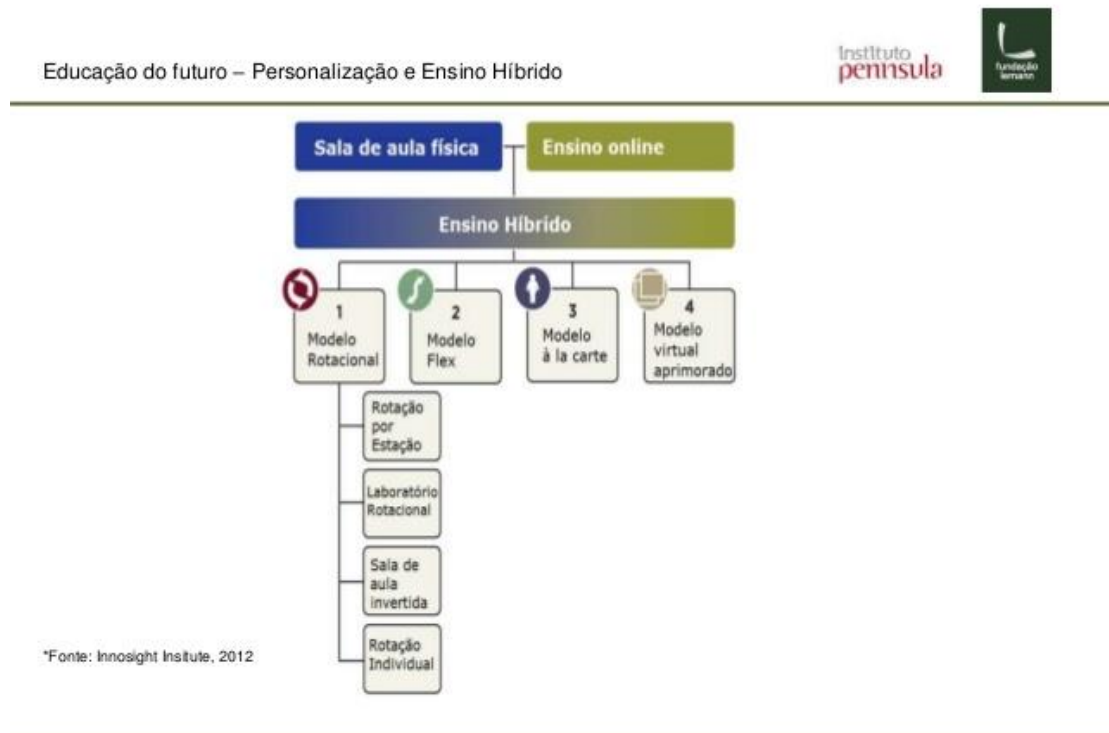 Educação do futuro – Personalização e Ensino Híbrido
Instituto
península
fundação
lemann
Sala de aula física
Ensino online
Ensino Híbrido
1
Modelo
Rotacional
2
Modelo
Flex
3
Modelo
à la carte
4
Modelo
virtual
aprimorado
Rotação
por
Estação
Laboratório
Rotacional
Sala de
aula
invertida
Rotação
Individual
*Fonte: Innosight Insitute, 2012